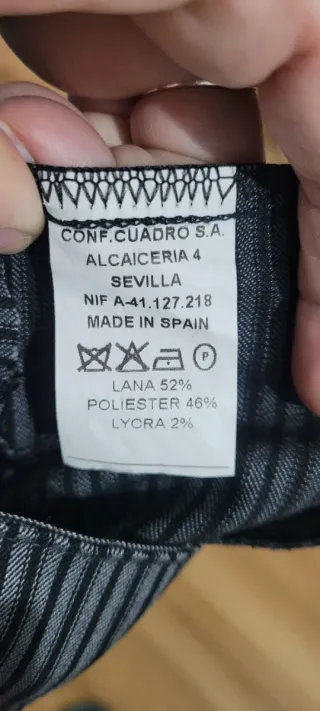 CONF.CUADRO S.A.
ALCAICERIA 4
SEVILLA
NIF A-41.127.218
MADE IN SPAIN
P
LANA 52%
POLIESTER 46%
LYCRA 2%